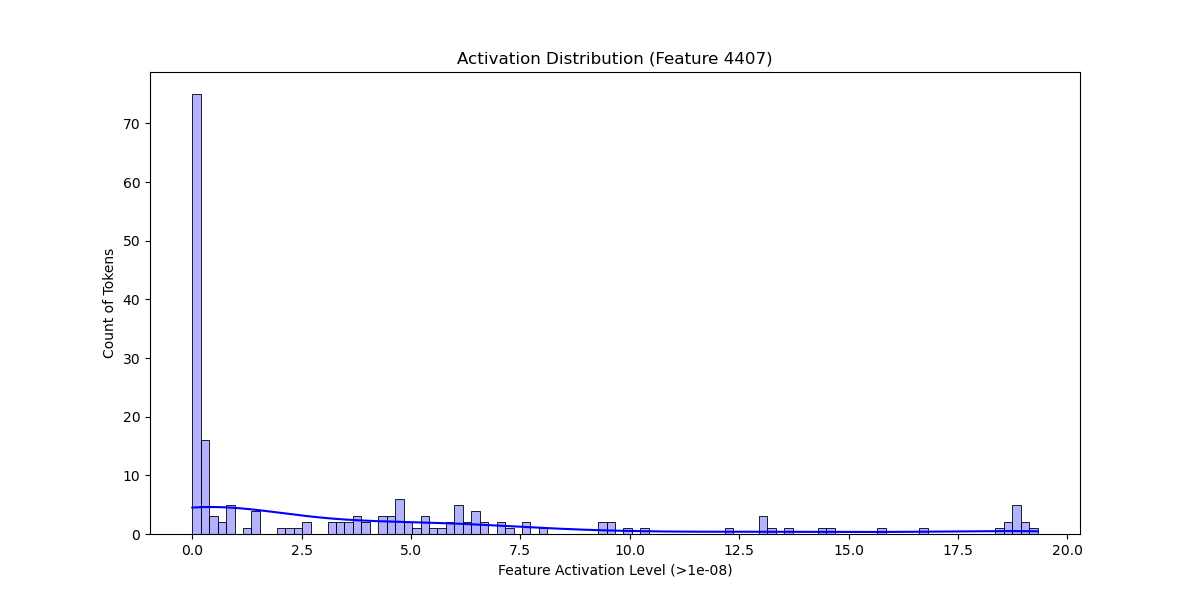 Activation Distribution (Feature 4407)
Count of Tokens
70
60
50
40
30
20
10
0
0.0 2.5 5.0 7.5 10.0 12.5 15.0 17.5 20.0
Feature Activation Level (>1e-08)